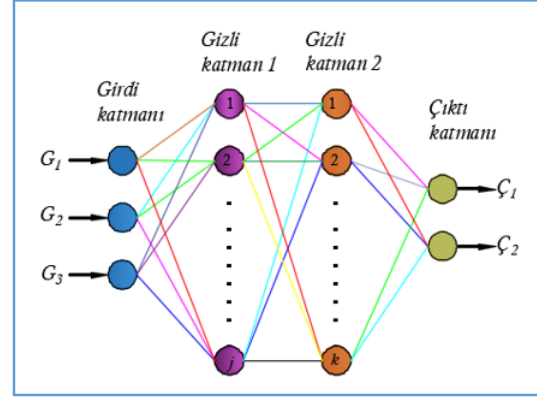 Girdi
katmanı
Gizli
katman 1
Gizli
katman 2
Çıktı
katmanı
G1
G2
G3
1
2
j
1
2
k
Ç1
Ç2